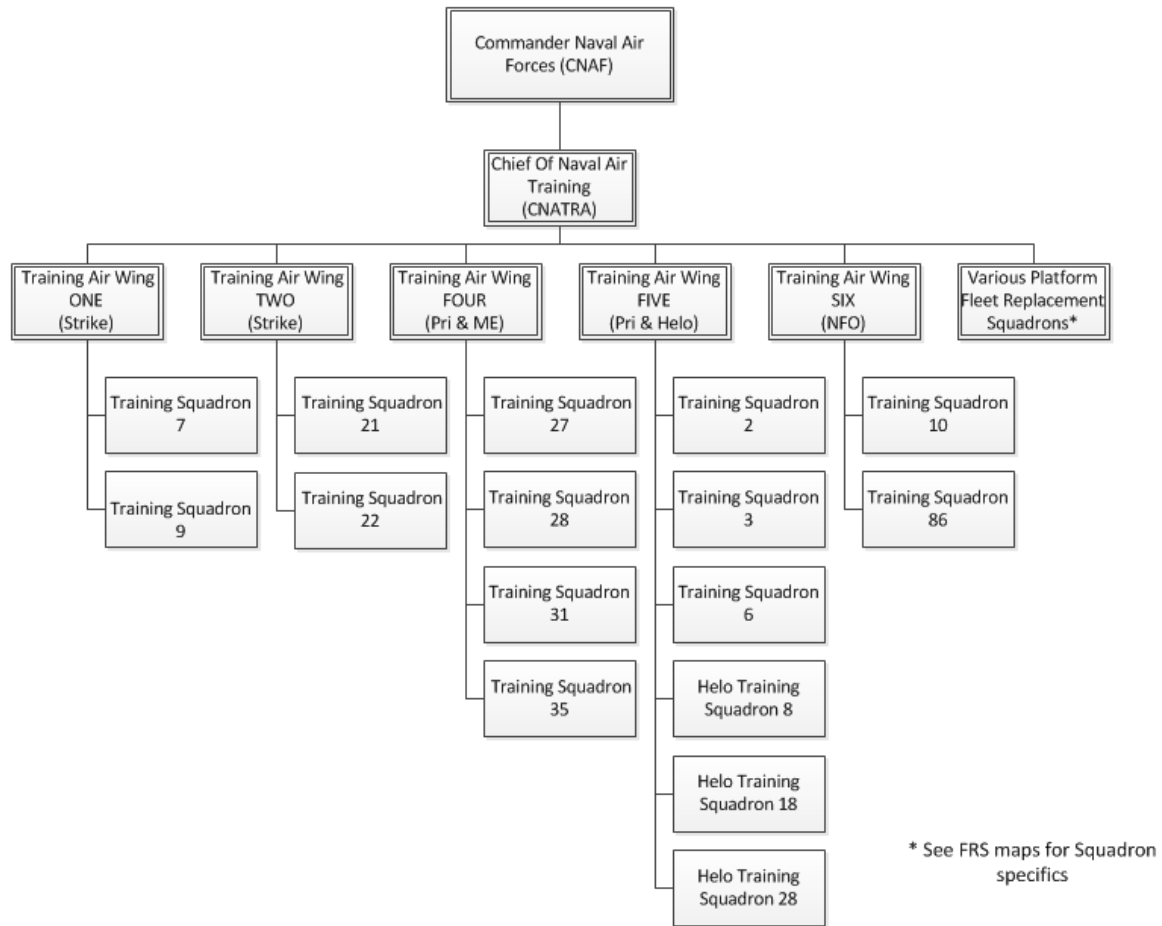 Commander Naval Air
Forces (CNAF)
Chief Of Naval Air
Training
(CNATRA)
Training Air Wing
ONE
(Strike)
Training Air Wing
TWO
(Strike)
Training Air Wing
FOUR
(Pri & ME)
Training Air Wing
FIVE
(Pri & Helo)
Training Air Wing
SIX
(NFO)
Various Platform
Fleet Replacement
Squadrons*
Training Squadron
7
Training Squadron
9
Training Squadron
21
Training Squadron
22
Training Squadron
27
Training Squadron
28
Training Squadron
31
Training Squadron
35
Training Squadron
2
Training Squadron
3
Training Squadron
6
Helo Training
Squadron 8
Helo Training
Squadron 18
Helo Training
Squadron 28
Training Squadron
10
Training Squadron
86
* See FRS maps for Squadron
specifics